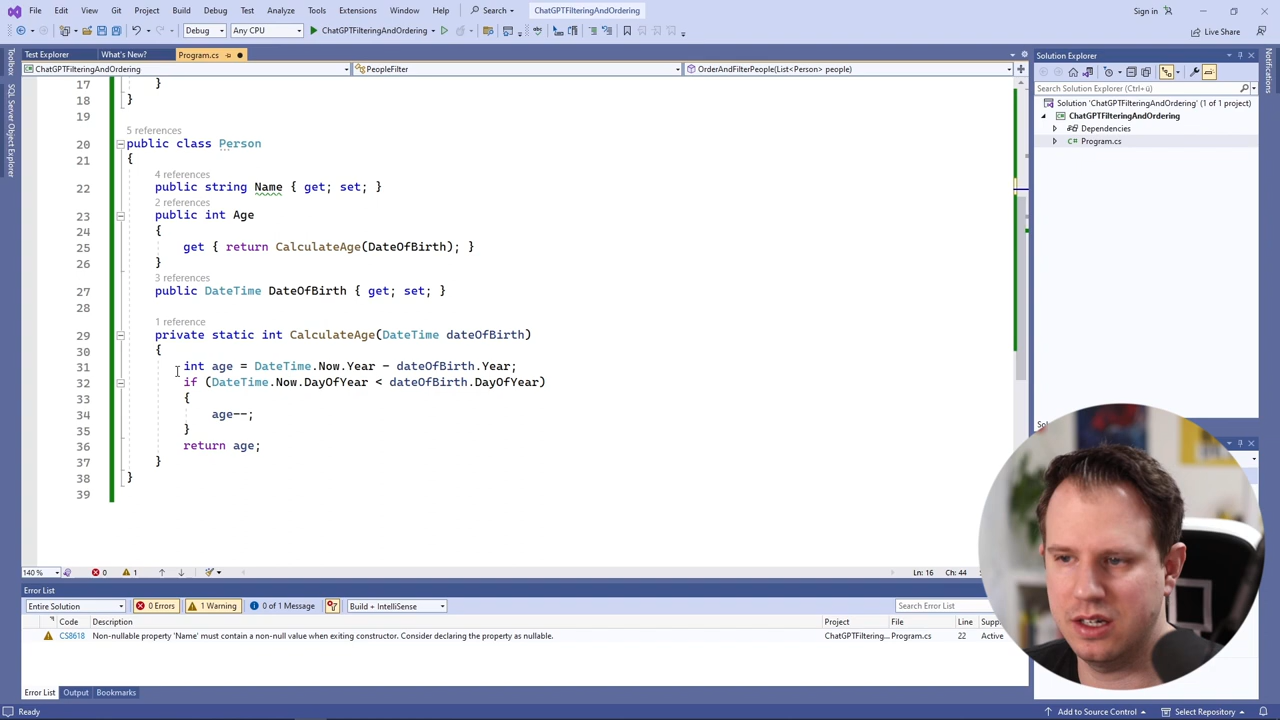 File Edit View Git Project Build Debug Test Analyze Tools Extensions Window Help Search ChatGPTFilteringAndOrdering Sign in
Debug Any CPU ChatGPTFilteringAndOrdering Live Share
Toolbox
SQL Server Object Explorer
Test Explorer What's New? Program.cs
ChatGPTFilteringAndOrdering PeopleFilter OrderAndFilterPeople(List<Person> people)
17 }
18 }
19
5 references
20 public class Person
21 {
4 references
22 public string Name { get; set; }
2 references
23 public int Age
24 {
25 get { return CalculateAge(DateOfBirth); }
26 }
3 references
27 public DateTime DateOfBirth { get; set; }
28
1 reference
29 private static int CalculateAge(DateTime dateOfBirth)
30 {
31 int age = DateTime.Now.Year - dateOfBirth.Year;
32 if (DateTime.Now.DayOfYear < dateOfBirth.DayOfYear)
33 {
34 age--;
35 }
36 return age;
37 }
38 }
39
140 % 0 1 Ln: 16 Ch: 44
Solution Explorer
Search Solution Explorer (Ctrl+ù)
Solution 'ChatGPTFilteringAndOrdering' (1 of 1 project)
ChatGPTFilteringAndOrdering
Dependencies
C# Program.cs
Notifications
Error List
Entire Solution 0 Errors 1 Warning 0 of 1 Message Build + IntelliSense Search Error List
Code Description Project File Line
CS8618 Non-nullable property 'Name' must contain a non-null value when exiting constructor. Consider declaring the property as nullable. ChatGPTFiltering... Program.cs 22 Active
Error List Output Bookmarks
Ready Add to Source Control Select Repository